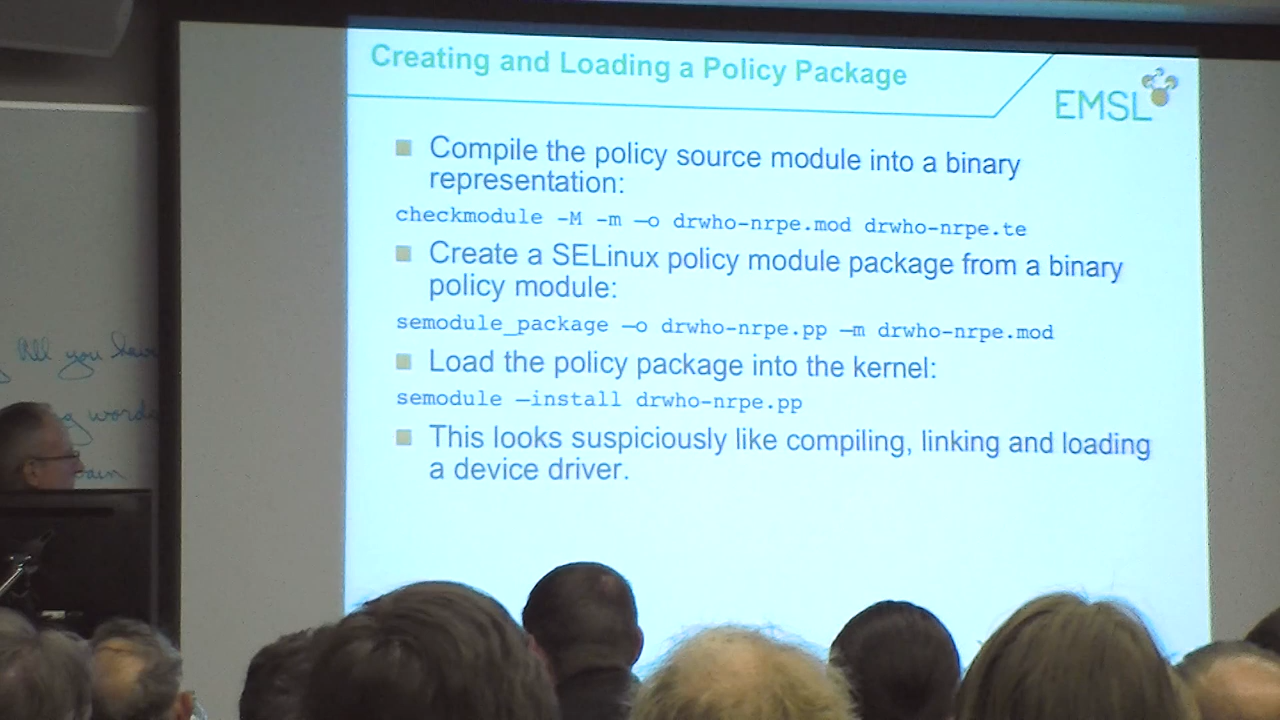 Creating and Loading a Policy Package
EMSL
Compile the policy source module into a binary
representation:
checkmodule -M -m –o drwho-nrpe.mod drwho-nrpe.te
Create a SELinux policy module package from a binary
policy module:
semodule_package –o drwho-nrpe.pp –m drwho-nrpe.mod
Load the policy package into the kernel:
semodule –install drwho-nrpe.pp
This looks suspiciously like compiling, linking and loading
a device driver.
All you have
words